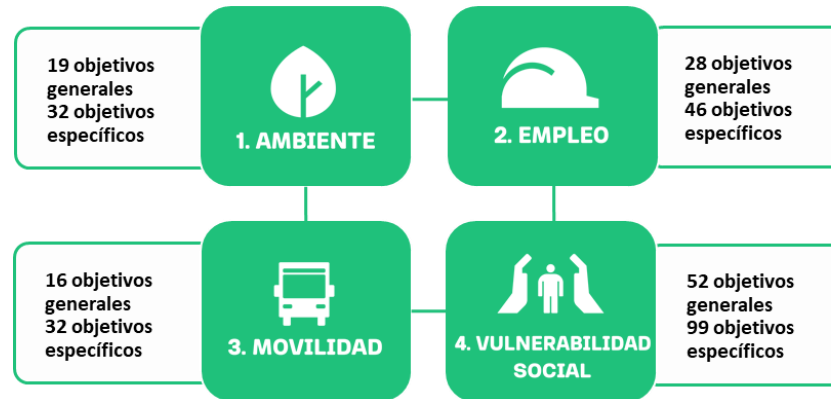 19 objetivos
generales
32 objetivos
específicos
1. AMBIENTE
2. EMPLEO
28 objetivos
generales
46 objetivos
específicos
16 objetivos
generales
32 objetivos
específicos
3. MOVILIDAD
4. VULNERABILIDAD
SOCIAL
52 objetivos
generales
99 objetivos
específicos